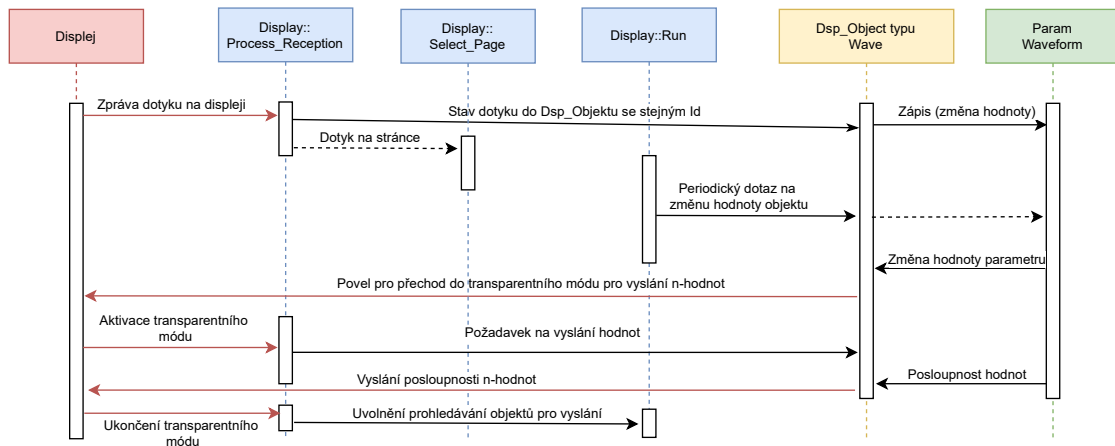 Displej
Display::
Process_Reception
Display::
Select_Page
Display::Run
Dsp_Object typu
Wave
Param
Waveform
Zpráva dotyku na displeji
Stav dotyku do Dsp_Objektu se stejným Id
Zápis (změna hodnoty)
Dotyk na stránce
Periodický dotaz na
změnu hodnoty objektu
Změna hodnoty parametru
Povel pro přechod do transparentního módu pro vyslání n-hodnot
Aktivace transparentního
módu
Požadavek na vyslání hodnot
Vyslání posloupnosti n-hodnot
Posloupnost hodnot
Uvolnění prohledávání objektů pro vyslání
Ukončení transparentního
módu